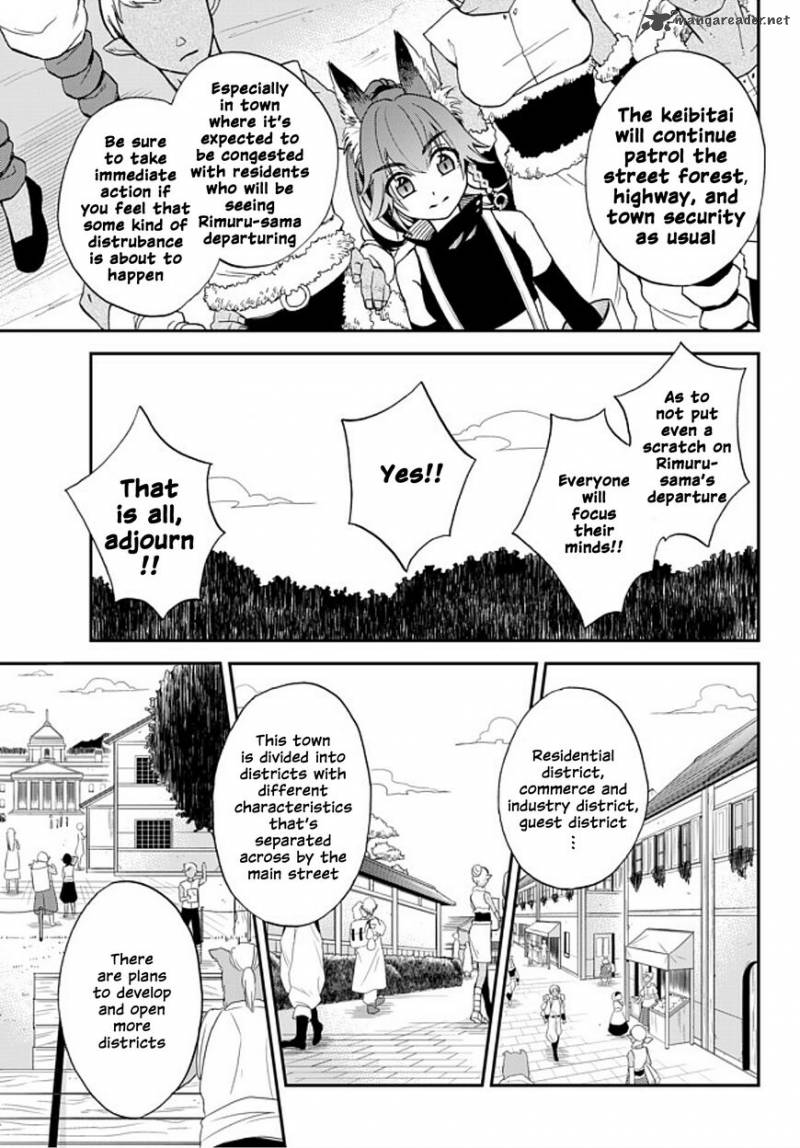 mangareader.net
The keibitai
will continue
patrol the
street forest,
highway, and
town security
as usual
Especially
in town
where it's
expected to
be congested
with residents
who will be
seeing
Rimuru-sama
departuring
Be sure
to take
immediate
action if
you feel that
some kind of
distrubance
is about to
happen
As to
not put
even a
scratch on
Rimuru-
sama's
departure
Everyone
will
focus
their
minds!!
Yes!!
That
is all,
adjourn
!!
Residential
district,
commerce and
industry district,
guest district
...
This town
is divided into
districts with
different
characteristics
that's
separated
across by the
main street
There
are plans
to develop
and open
more
districts